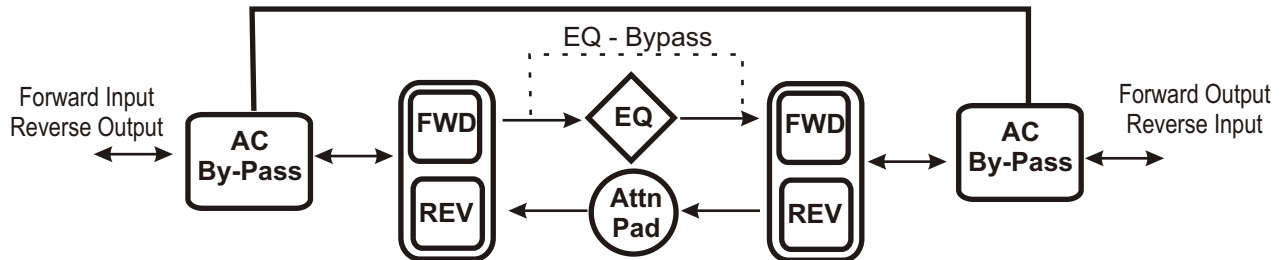 EQ - Bypass
Forward Input
Reverse Output
AC
By-Pass
FWD
REV
EQ
Attn
Pad
FWD
REV
AC
By-Pass
Forward Output
Reverse Input